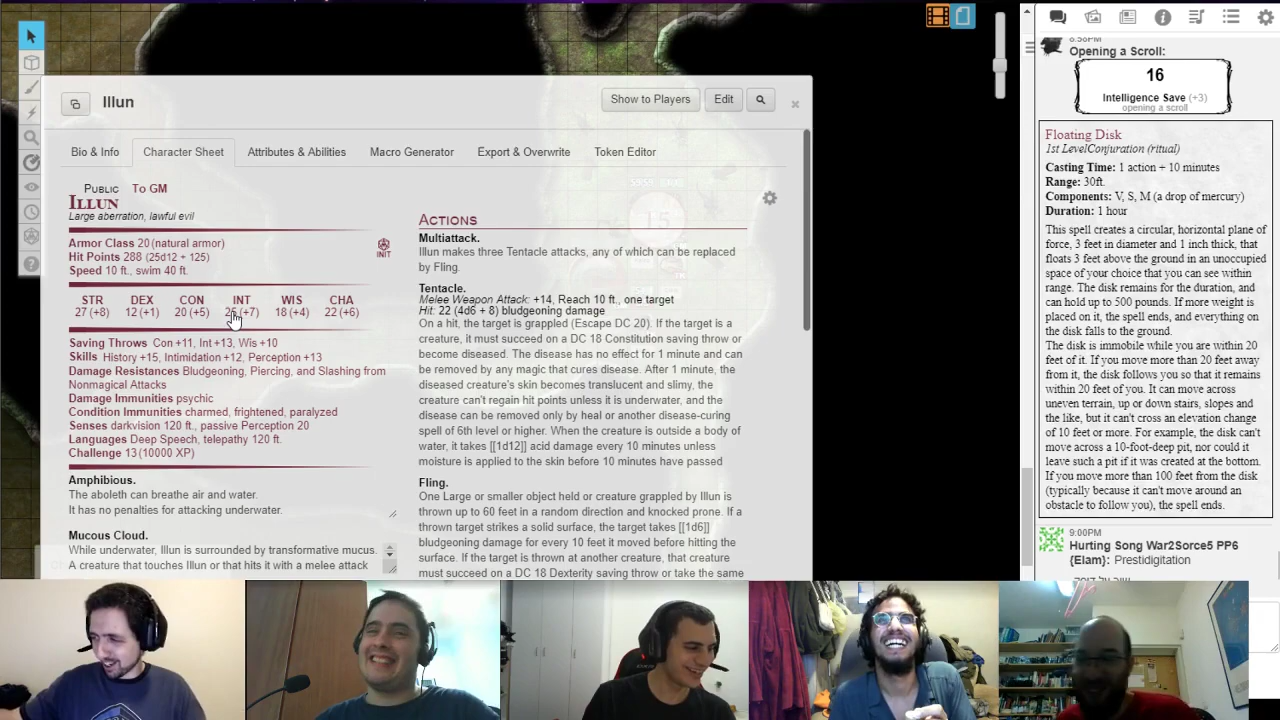 Illun
Show to Players
Edit
Bio & Info
Character Sheet
Attributes & Abilities
Macro Generator
Export & Overwrite
Token Editor
PUBLIC To GM
ILLUN
Large aberration, lawful evil
Armor Class 20 (natural armor)
Hit Points 288 (25d12 + 125)
Speed 10 ft., swim 40 ft.
INIT
STR DEX CON INT WIS CHA
27 (+8) 12 (+1) 20 (+5) (+7) 18 (+4) 22 (+6)
Saving Throws Con +11, Int +13, Wis +10
Skills History +15, Intimidation +12, Perception +13
Damage Resistances Bludgeoning, Piercing, and Slashing from
Nonmagical Attacks
Damage Immunities psychic
Condition Immunities charmed, frightened, paralyzed
Senses darkvision 120 ft., passive Perception 20
Languages Deep Speech, telepathy 120 ft.
Challenge 13 (10000 XP)
Amphibious.
The aboleth can breathe air and water.
It has no penalties for attacking underwater.
Mucous Cloud.
While underwater, Illun is surrounded by transformative mucus.
A creature that touches Illun or that hits it with a melee attack
ACTIONS
Multiattack.
Illun makes three Tentacle attacks, any of which can be replaced
by Fling.
Tentacle.
Melee Weapon Attack: +14, Reach 10 ft., one target
Hit: 22 (4d6 + 8) bludgeoning damage
On a hit, the target is grappled (Escape DC 20). If the target is a
creature, it must succeed on a DC 18 Constitution saving throw or
become diseased. The disease has no effect for 1 minute and can
be removed by any magic that cures disease. After 1 minute, the
diseased creature's skin becomes translucent and slimy, the
creature can't regain hit points unless it is underwater, and the
disease can be removed only by heal or another disease-curing
spell of 6th level or higher. When the creature is outside a body of
water, it takes [[1d12]] acid damage every 10 minutes unless
moisture is applied to the skin before 10 minutes have passed
Fling.
One Large or smaller object held or creature grappled by Illun is
thrown up to 60 feet in a random direction and knocked prone. If a
thrown target strikes a solid surface, the target takes [[1d6]]
bludgeoning damage for every 10 feet it moved before hitting the
surface. If the target is thrown at another creature, that creature
must succeed on a DC 18 Dexterity saving throw or take the same
8:58PM
Opening a Scroll:
16
Intelligence Save (+3)
opening a scroll
Floating Disk
1st LevelConjuration (ritual)
Casting Time: 1 action + 10 minutes
Range: 30ft.
Components: V, S, M (a drop of mercury)
Duration: 1 hour
This spell creates a circular, horizontal plane of
force, 3 feet in diameter and 1 inch thick, that
floats 3 feet above the ground in an unoccupied
space of your choice that you can see within
range. The disk remains for the duration, and
can hold up to 500 pounds. If more weight is
placed on it, the spell ends, and everything on
the disk falls to the ground.
The disk is immobile while you are within 20
feet of it. If you move more than 20 feet away
from it, the disk follows you so that it remains
within 20 feet of you. It can move across
uneven terrain, up or down stairs, slopes and
the like, but it can't cross an elevation change
of 10 feet or more. For example, the disk can't
move across a 10-foot-deep pit, nor could it
leave such a pit if it was created at the bottom.
If you move more than 100 feet from the disk
(typically because it can't move around an
obstacle to follow you), the spell ends.
9:00PM
Hurting Song War2Sorce5 PP6
{Elam}: Prestidigitation